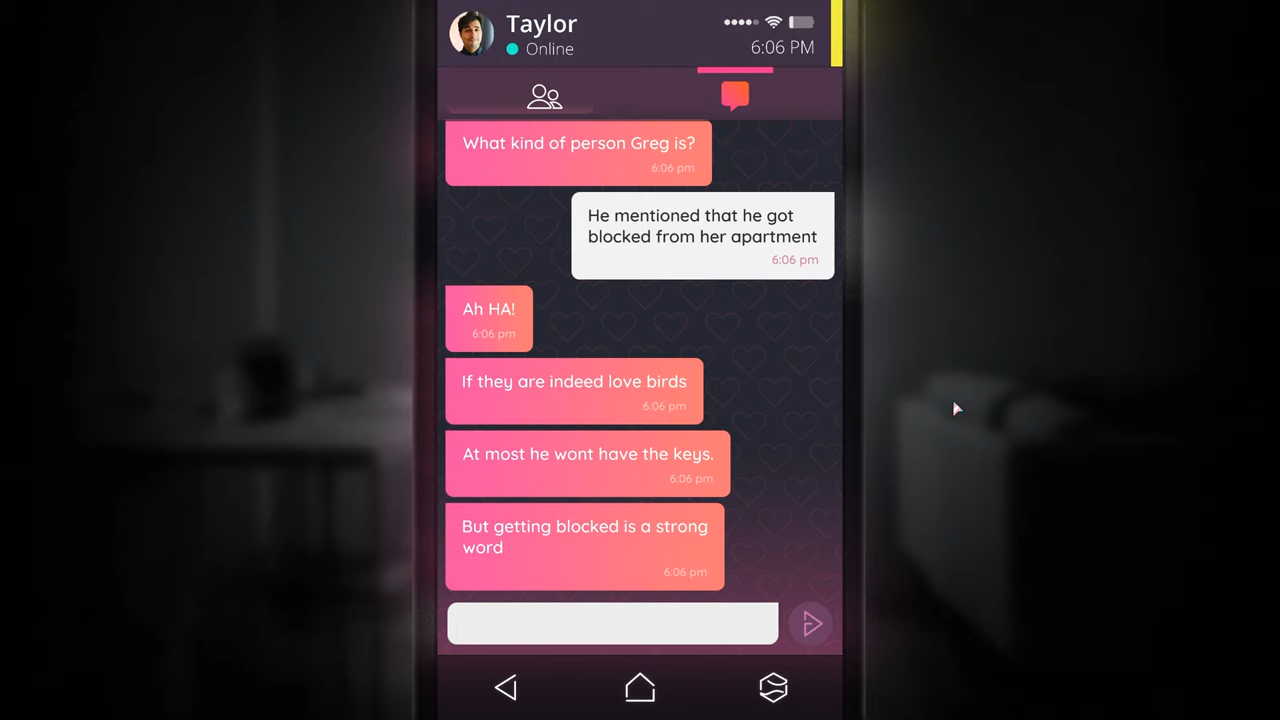 Taylor
Online
6:06 PM
What kind of person Greg is?
6:06 pm
He mentioned that he got
blocked from her apartment
6:06 pm
Ah HA!
6:06 pm
If they are indeed love birds
6:06 pm
At most he wont have the keys.
6:06 pm
But getting blocked is a strong
word
6:06 pm